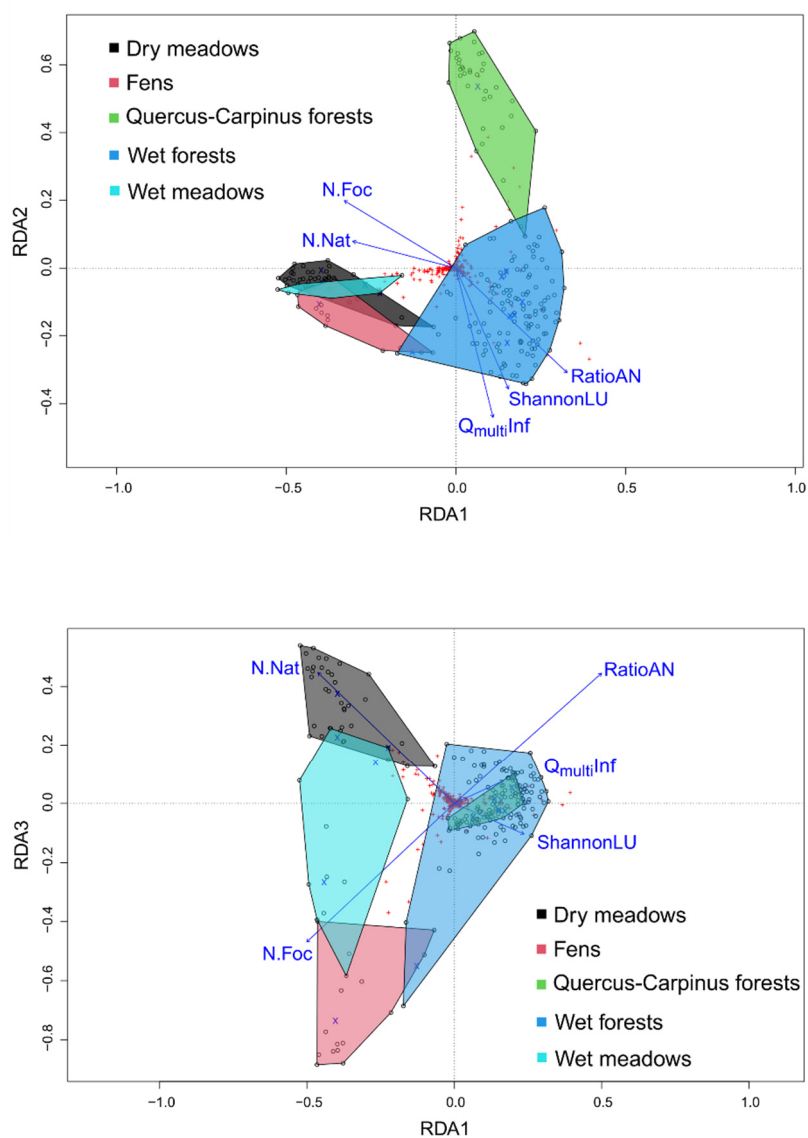 Dry meadows
Fens
Quercus-Carpinus forests
Wet forests
Wet meadows
N.Foc
N.Nat
RatioAN
ShannonLU
QmultiInf
RDA2
0.6
0.4
0.2
0.0
−0.2
−0.4
−1.0
−0.5
0.0
0.5
1.0
RDA1
N.Nat
RatioAN
QmultiInf
ShannonLU
N.Foc
Dry meadows
Fens
Quercus-Carpinus forests
Wet forests
Wet meadows
RDA3
0.4
0.2
0.0
−0.2
−0.4
−0.6
−0.8
−1.0
−0.5
0.0
0.5
1.0
RDA1